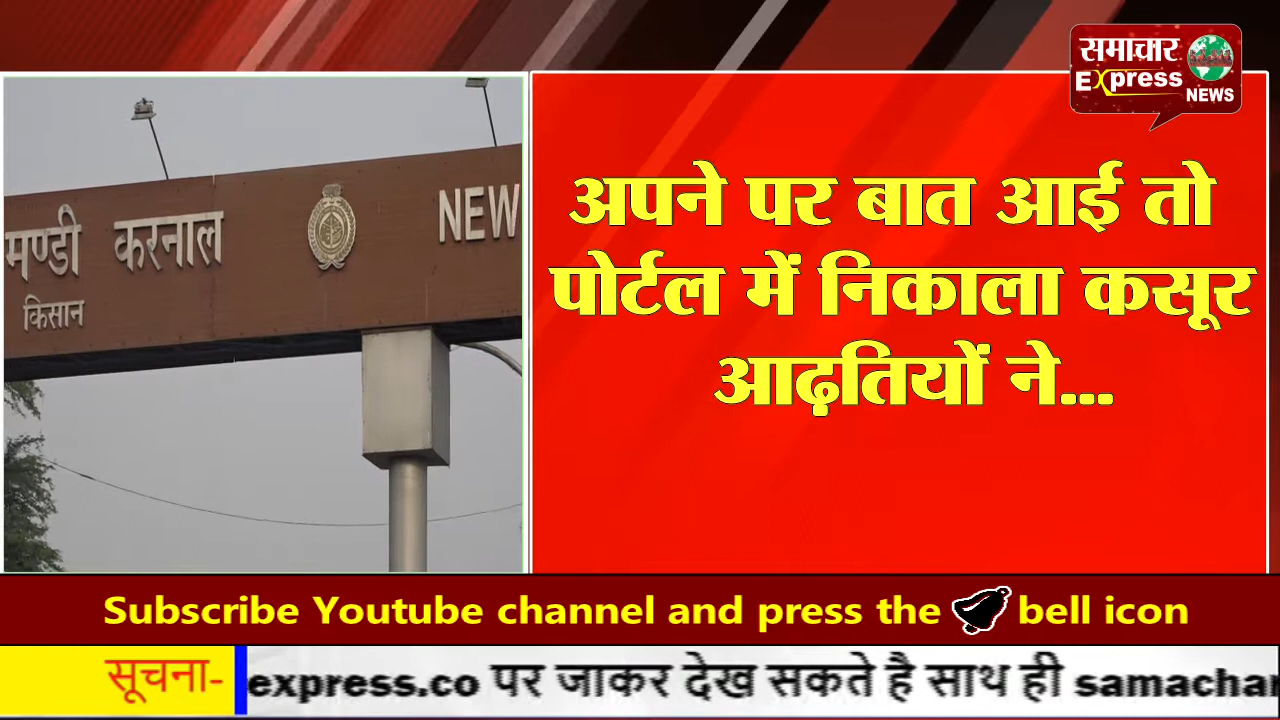 समाचार
Express
NEWS
मण्डी करनाल
NEW
किसान
अपने पर बात आई तो
पोर्टल में निकाला कसूर
आढ़तियों ने...
Subscribe Youtube channel and press the bell icon
सूचना- express.co पर जाकर देख सकते है साथ ही samachar